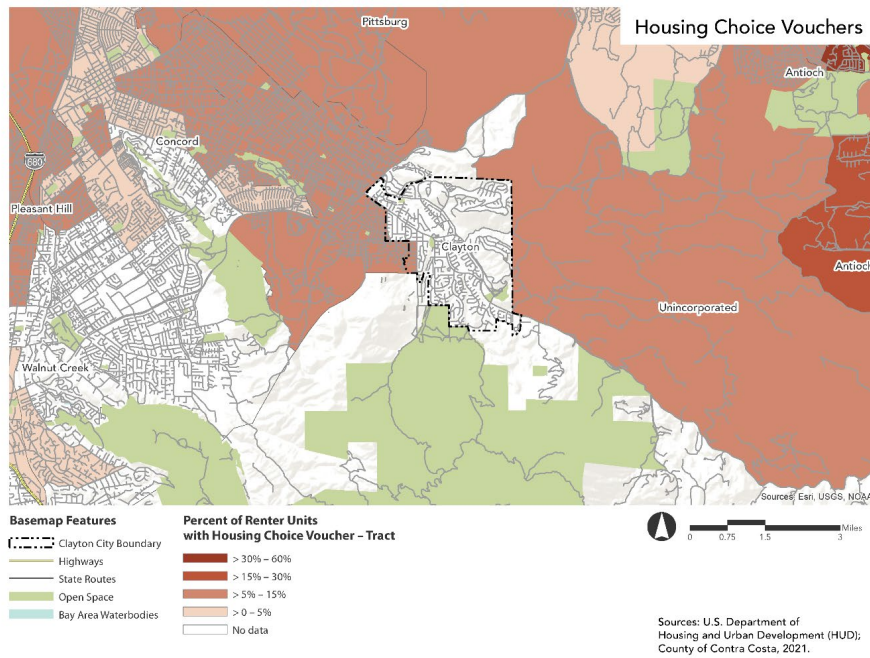 Housing Choice Vouchers
Pittsburg
Antioch
Concord
680
Pleasant Hill
Clayton
Antioch
Unincorporated
Walnut Creek
Sources: Esri, USGS, NOAA
Basemap Features
Clayton City Boundary
Highways
State Routes
Open Space
Bay Area Waterbodies
Percent of Renter Units
with Housing Choice Voucher – Tract
> 30% – 60%
> 15% – 30%
> 5% – 15%
> 0 – 5%
No data
Miles
0 0.75 1.5 3
Sources: U.S. Department of
Housing and Urban Development (HUD);
County of Contra Costa, 2021.